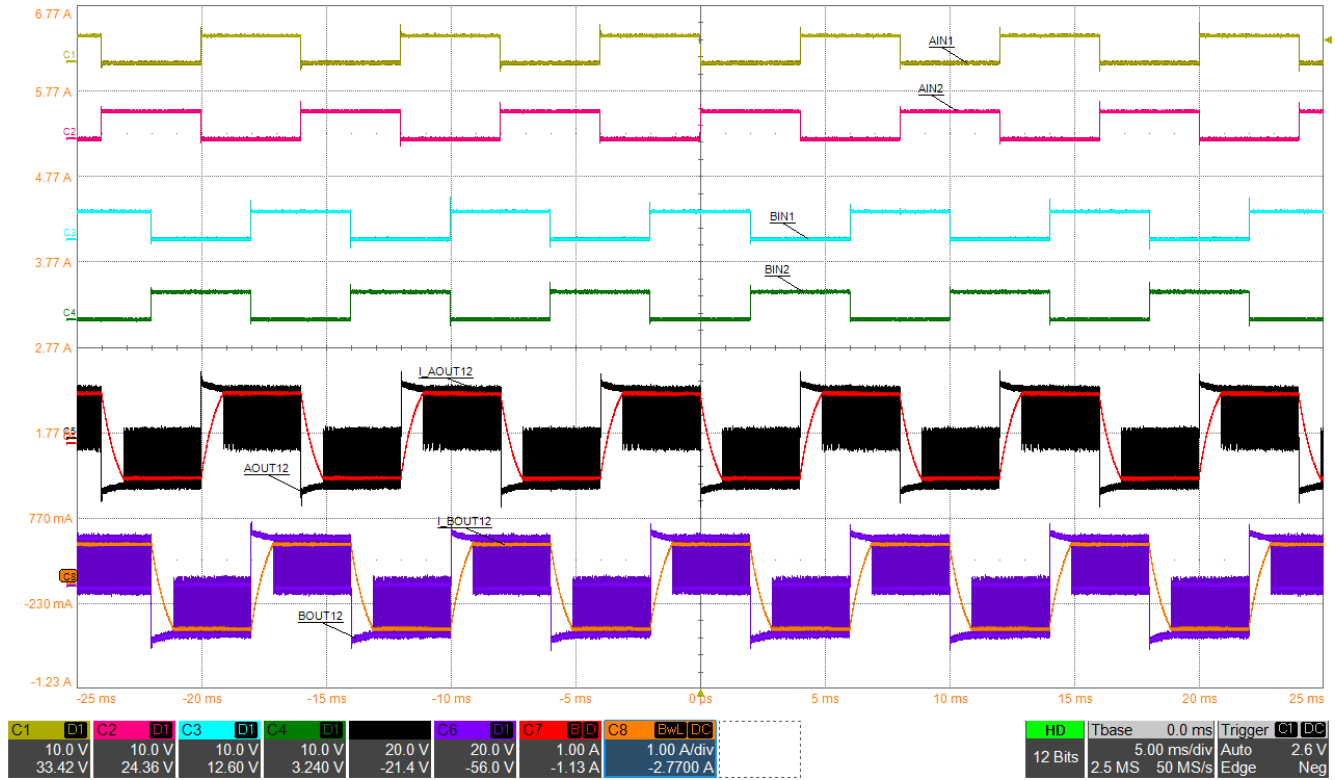 6.77 A
AIN1
C1
5.77 A
AIN2
C2
4.77 A
BIN1
C3
3.77 A
BIN2
C4
2.77 A
I_AOUT12
1.77 A
C5
AOUT12
770 mA
I_BOUT12
C8
-230 mA
BOUT12
-1.23 A
-25 ms -20 ms -15 ms -10 ms -5 ms 0 µs 5 ms 10 ms 15 ms 20 ms 25 ms
C1 D1 C2 D1 C3 D1 C4 D1 C6 D1 C7 B D C8 BwL DC HD Tbase 0.0 ms Trigger C1 DC
10.0 V 10.0 V 10.0 V 10.0 V 20.0 V 20.0 V 1.00 A 1.00 A/div 12 Bits 5.00 ms/div Auto 2.6 V
33.42 V 24.36 V 12.60 V 3.240 V -21.4 V -56.0 V -1.13 A -2.7700 A 2.5 MS 50 MS/s Edge Neg